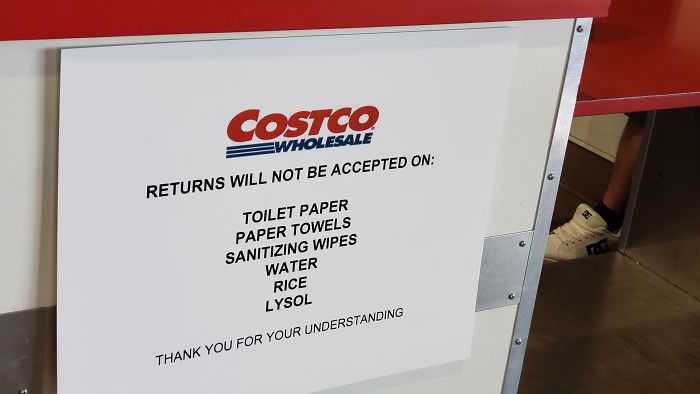 COSTCO
WHOLESALE
RETURNS WILL NOT BE ACCEPTED ON:
TOILET PAPER
PAPER TOWELS
SANITIZING WIPES
WATER
RICE
LYSOL
THANK YOU FOR YOUR UNDERSTANDING
DC